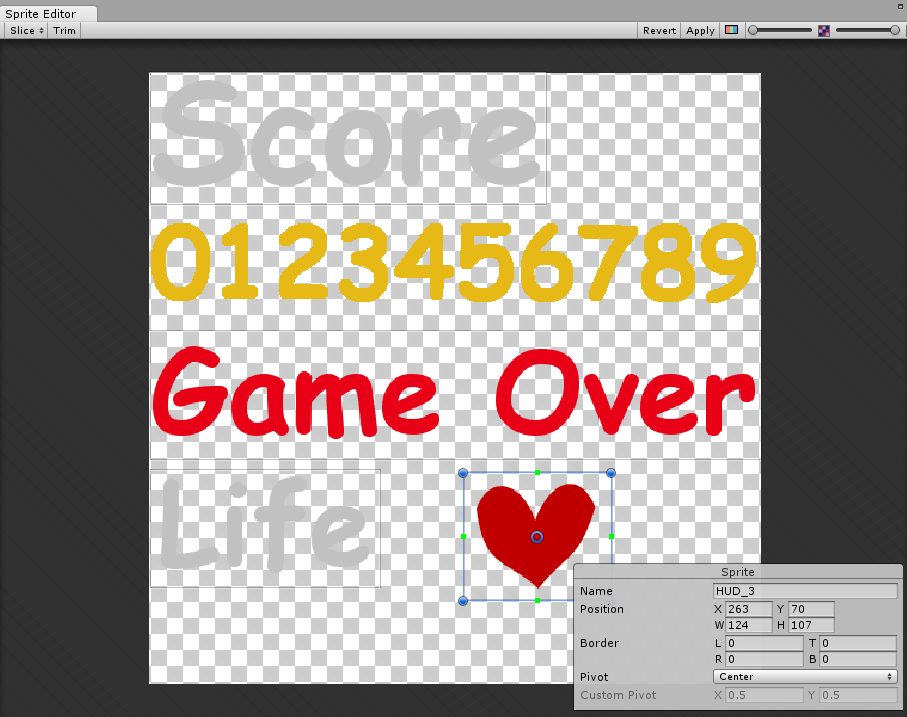 Sprite Editor
Slice Trim Revert Apply
Score
0123456789
Game Over
Life
Sprite
Name HUD_3
Position X 263 Y 70
W 124 H 107
Border L 0 T 0
R 0 B 0
Pivot Center
Custom Pivot X 0.5 Y 0.5